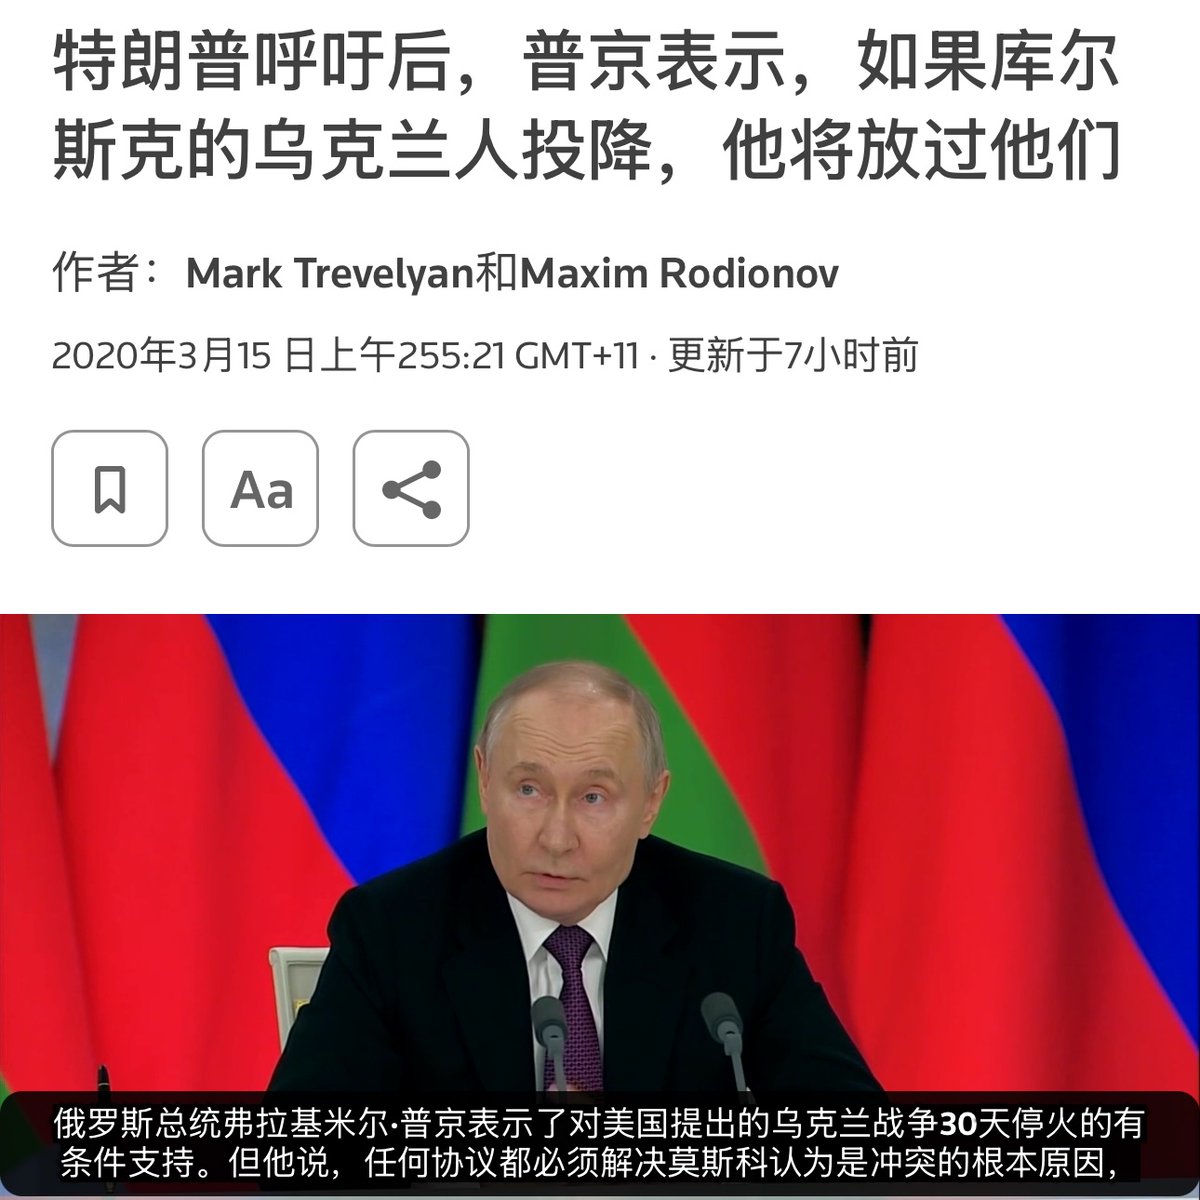 特朗普呼吁后，普京表示，如果库尔
斯克的乌克兰人投降，他将放过他们
作者：Mark Trevelyan和Maxim Rodionov
2020年3月15 日上午255:21 GMT+11 · 更新于7小时前
Aa
俄罗斯总统弗拉基米尔·普京表示了对美国提出的乌克兰战争30天停火的有
条件支持。但他说，任何协议都必须解决莫斯科认为是冲突的根本原因，